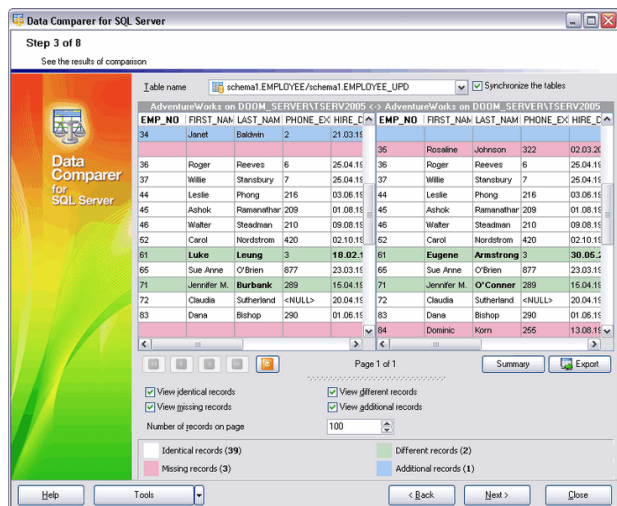 Data Comparer for SQL Server
Step 3 of 8
See the results of comparison
Data
Comparer
for
SQL Server
Table name schema1.EMPLOYEE/schema1.EMPLOYEE_UPD Synchronize the tables
AdventureWorks on DOOM_SERVER\TSERV2005 <-> AdventureWorks on DOOM_SERVER\TSERV2005
EMP_NO FIRST_NAM LAST_NAM PHONE_EX HIRE_D EMP_NO FIRST_NAM LAST_NAM PHONE_EX HIRE_D
34 Janet Baldwin 2 21.03.19
35 Rosaline Johnson 322 02.03.20
36 Roger Reeves 6 25.04.19 36 Roger Reeves 6 25.04.19
37 Willie Stansbury 7 25.04.19 37 Willie Stansbury 7 25.04.19
44 Leslie Phong 216 03.06.19 44 Leslie Phong 216 03.06.19
45 Ashok Ramanathar 209 01.08.19 45 Ashok Ramanathar 209 01.08.19
46 Walter Steadman 210 09.08.19 46 Walter Steadman 210 09.08.19
52 Carol Nordstrom 420 02.10.19 52 Carol Nordstrom 420 02.10.19
61 Luke Leung 3 18.02.1 61 Eugene Armstrong 3 30.05.2
65 Sue Anne O'Brien 877 23.03.19 65 Sue Anne O'Brien 877 23.03.19
71 Jennifer M. Burbank 289 15.04.19 71 Jennifer M. O'Conner 289 15.04.19
72 Claudia Sutherland <NULL> 20.04.19 72 Claudia Sutherland <NULL> 20.04.19
83 Dana Bishop 290 01.06.19 83 Dana Bishop 290 01.06.19
84 Dominic Korn 255 13.08.19
Page 1 of 1 Summary Export
View identical records View different records
View missing records View additional records
Number of records on page 100
Identical records (39) Different records (2)
Missing records (3) Additional records (1)
Help Tools < Back Next > Close